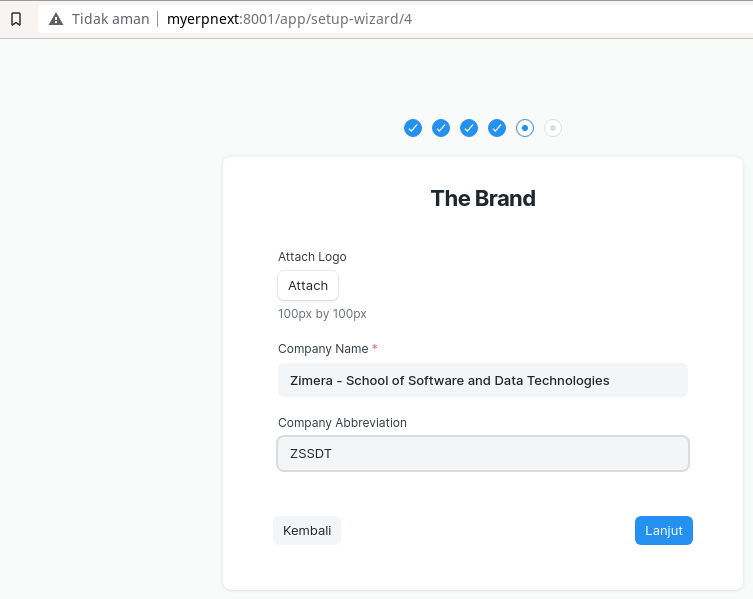 Tidak aman myerpnext:8001/app/setup-wizard/4
The Brand
Attach Logo
Attach
100px by 100px
Company Name *
Zimera - School of Software and Data Technologies
Company Abbreviation
ZSSDT
Kembali Lanjut